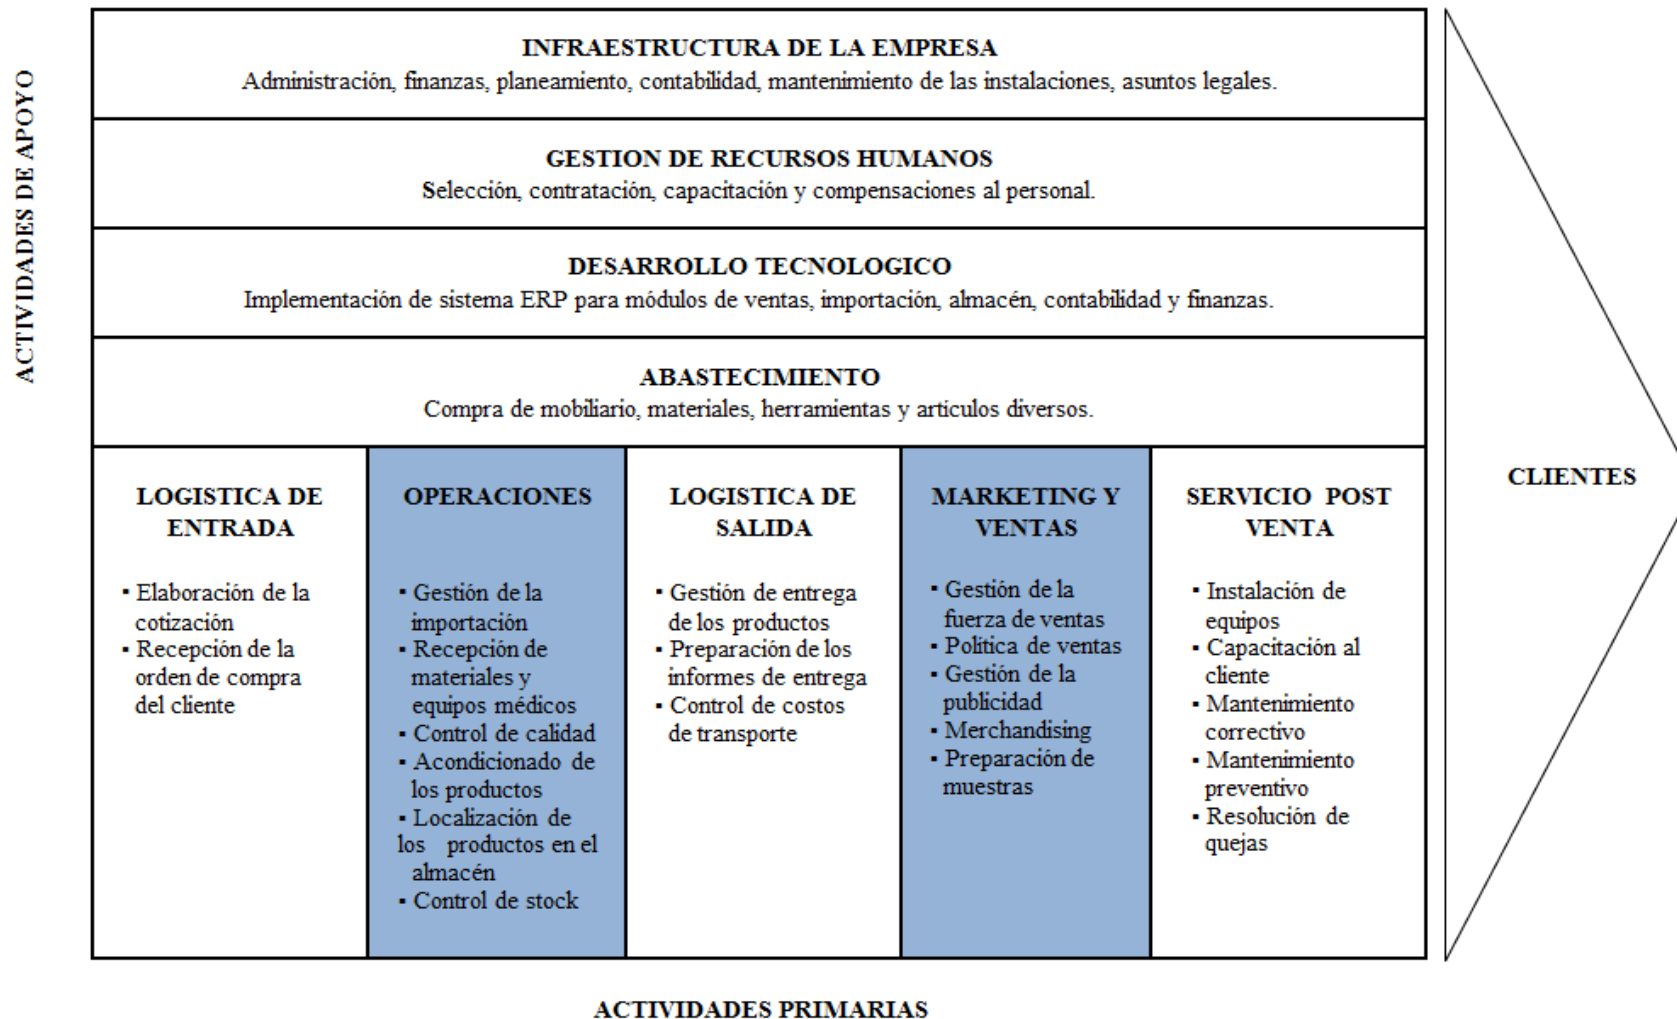 ACTIVIDADES DE APOYO
INFRAESTRUCTURA DE LA EMPRESA
Administración, finanzas, planeamiento, contabilidad, mantenimiento de las instalaciones, asuntos legales.
GESTION DE RECURSOS HUMANOS
Selección, contratación, capacitación y compensaciones al personal.
DESARROLLO TECNOLOGICO
Implementación de sistema ERP para módulos de ventas, importación, almacén, contabilidad y finanzas.
ABASTECIMIENTO
Compra de mobiliario, materiales, herramientas y artículos diversos.
LOGISTICA DE
ENTRADA
▪ Elaboración de la
cotización
▪ Recepción de la
orden de compra
del cliente
OPERACIONES
▪ Gestión de la
importación
▪ Recepción de
materiales y
equipos médicos
▪ Control de calidad
▪ Acondicionado de
los productos
▪ Localización de
los productos en el
almacén
▪ Control de stock
LOGISTICA DE
SALIDA
▪ Gestión de entrega
de los productos
▪ Preparación de los
informes de entrega
▪ Control de costos
de transporte
MARKETING Y
VENTAS
▪ Gestión de la
fuerza de ventas
▪ Política de ventas
▪ Gestión de la
publicidad
▪ Merchandising
▪ Preparación de
muestras
SERVICIO POST
VENTA
▪ Instalación de
equipos
▪ Capacitación al
cliente
▪ Mantenimiento
correctivo
▪ Mantenimiento
preventivo
▪ Resolución de
quejas
CLIENTES
ACTIVIDADES PRIMARIAS